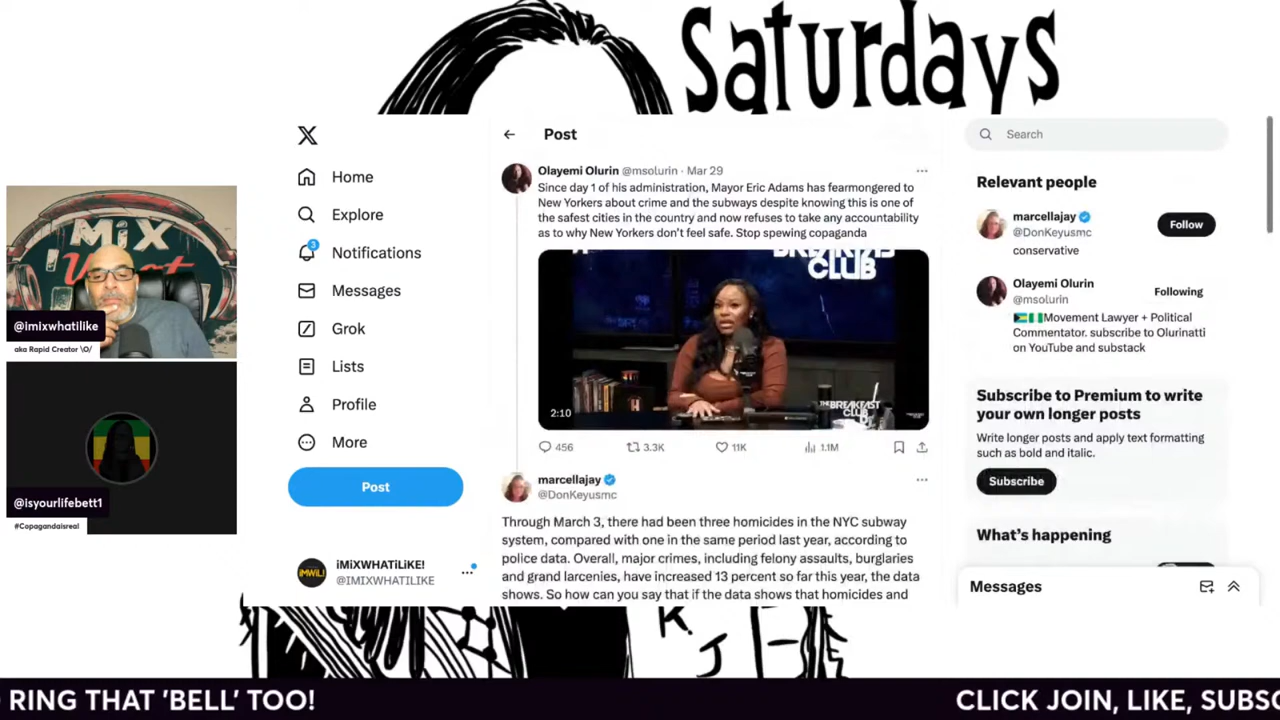 Saturdays
MiX
@imixwhatilike
aka Rapid Creator \O/
@isyourlifebett1
#Copagandaisreal
Home
Explore
3
Notifications
Messages
Grok
Lists
Profile
More
Post
iMiXWHATiLiKE!
@IMIXWHATILIKE
iMWiL!
Post
Olayemi Olurin @msolurin · Mar 29
Since day 1 of his administration, Mayor Eric Adams has fearmongered to
New Yorkers about crime and the subways despite knowing this is one of
the safest cities in the country and now refuses to take any accountability
as to why New Yorkers don't feel safe. Stop spewing copaganda
BREAKFAST
CLUB
THE BREAKFAST
CLUB
2:10
456 3.3K 11K 1.1M
marcellajay
@DonKeyusmc
Through March 3, there had been three homicides in the NYC subway
system, compared with one in the same period last year, according to
police data. Overall, major crimes, including felony assaults, burglaries
and grand larcenies, have increased 13 percent so far this year, the data
shows. So how can you say that if the data shows that homicides and
Search
Relevant people
marcellajay
@DonKeyusmc
Follow
conservative
Olayemi Olurin
@msolurin
Following
🇧🇸🇳🇬Movement Lawyer + Political
Commentator. subscribe to Olurinatti
on YouTube and substack
Subscribe to Premium to write
your own longer posts
Write longer posts and apply text formatting
such as bold and italic.
Subscribe
What's happening
Messages
K.
J
RING THAT 'BELL' TOO!
CLICK JOIN, LIKE, SUBSC